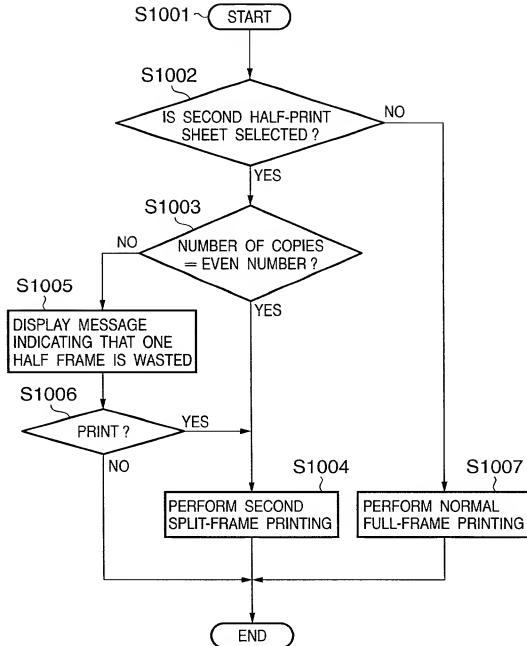 S1001
START
S1002
IS SECOND HALF-PRINT
SHEET SELECTED?
NO
YES
S1003
NUMBER OF COPIES
= EVEN NUMBER?
NO
YES
S1005
DISPLAY MESSAGE
INDICATING THAT ONE
HALF FRAME IS WASTED
S1006
PRINT?
YES
NO
S1004
PERFORM SECOND
SPLIT-FRAME PRINTING
S1007
PERFORM NORMAL
FULL-FRAME PRINTING
END